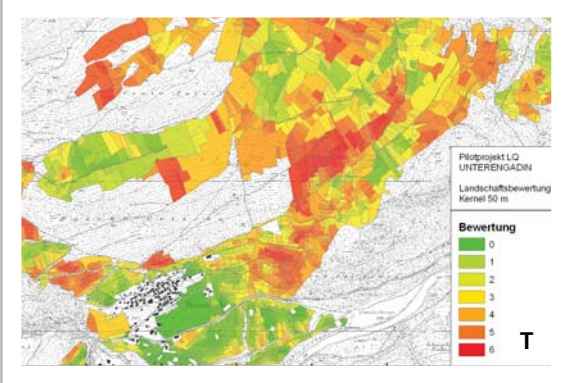 Pilotprojekt LQ
UNTERENGADIN
Landschaftsbewertung
Kernel 50 m
Bewertung
0
1
2
3
4
5
6
T